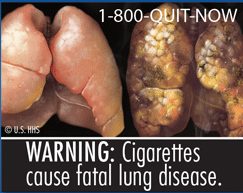 1-800-QUIT-NOW
© U.S. HHS
WARNING: Cigarettes
cause fatal lung disease.